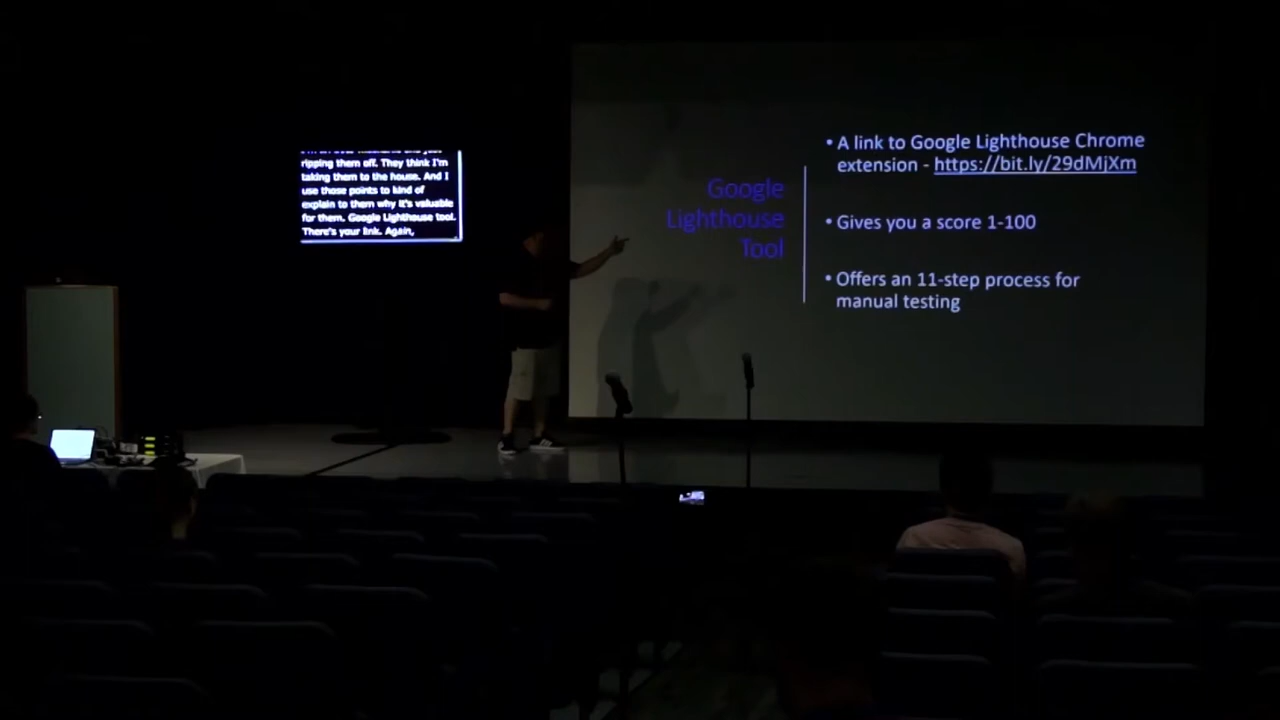 ripping them off. They think I'm
taking them to the house. And I
use those points to kind of
explain to them why it's valuable
for them. Google Lighthouse tool.
There's your link. Again,
Google
Lighthouse
Tool
• A link to Google Lighthouse Chrome
extension - https://bit.ly/29dMjXm
• Gives you a score 1-100
• Offers an 11-step process for
manual testing